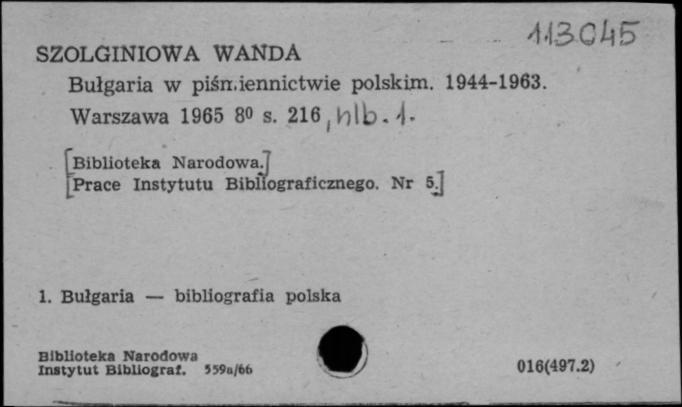 113045
SZOLGINIOWA WANDA
Bułgaria w piśmiennictwie polskim. 1944-1963.
Warszawa 1965 8⁰ s. 216, nlb. 1.
[Biblioteka Narodowa.]
[Prace Instytutu Bibliograficznego. Nr 5.]
1. Bułgaria — bibliografia polska
Biblioteka Narodowa
Instytut Bibliograf. 559a/66
016(497.2)